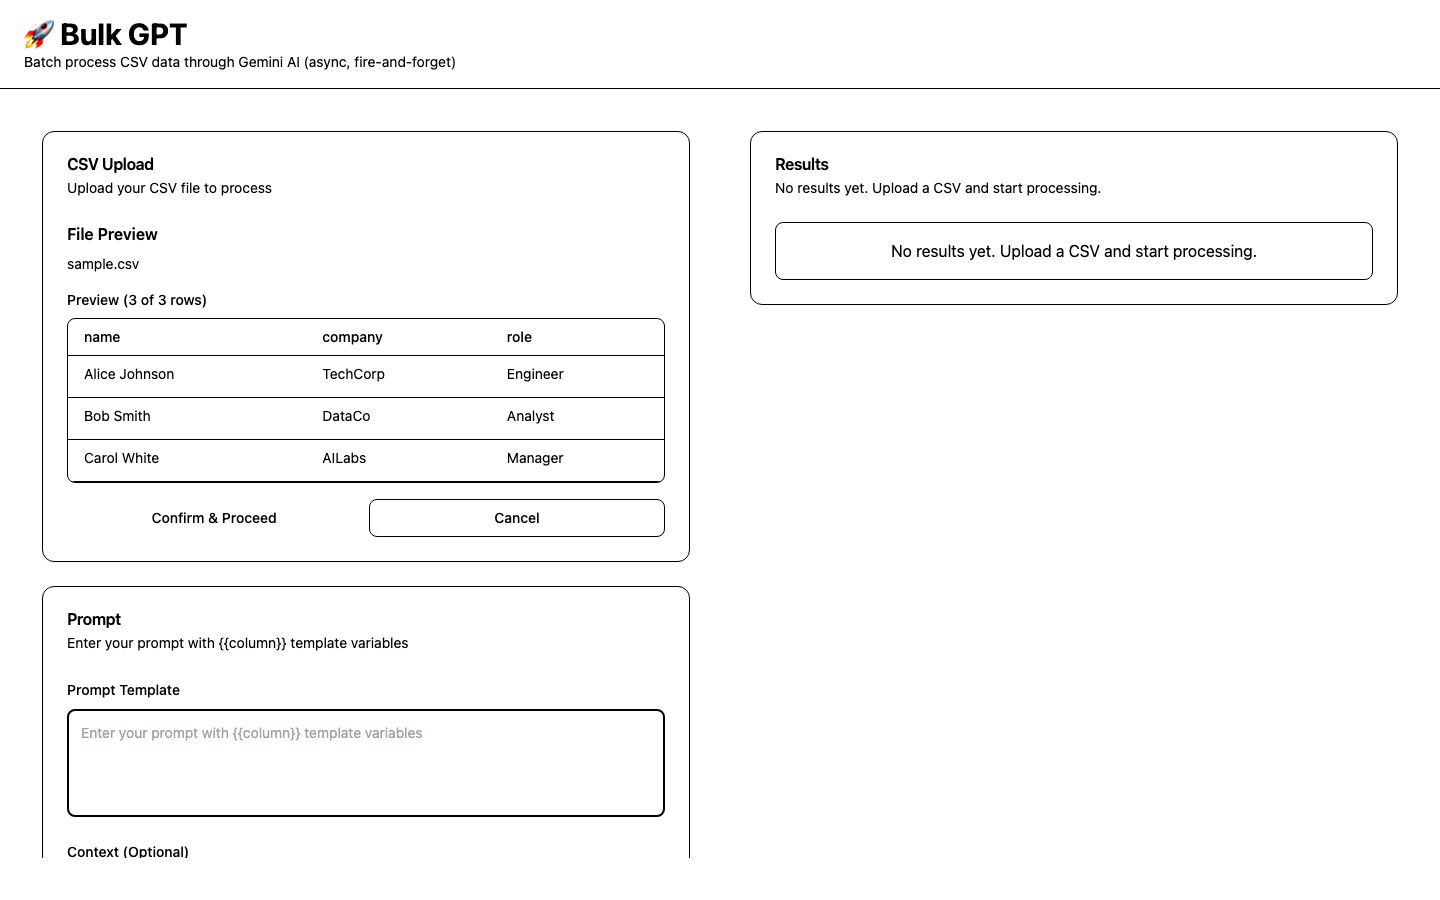 🚀 Bulk GPT
Batch process CSV data through Gemini AI (async, fire-and-forget)
CSV Upload
Upload your CSV file to process
File Preview
sample.csv
Preview (3 of 3 rows)
name company role
Alice Johnson TechCorp Engineer
Bob Smith DataCo Analyst
Carol White AILabs Manager
Confirm & Proceed Cancel
Prompt
Enter your prompt with {{column}} template variables
Prompt Template
Enter your prompt with {{column}} template variables
Context (Optional)
Results
No results yet. Upload a CSV and start processing.
No results yet. Upload a CSV and start processing.